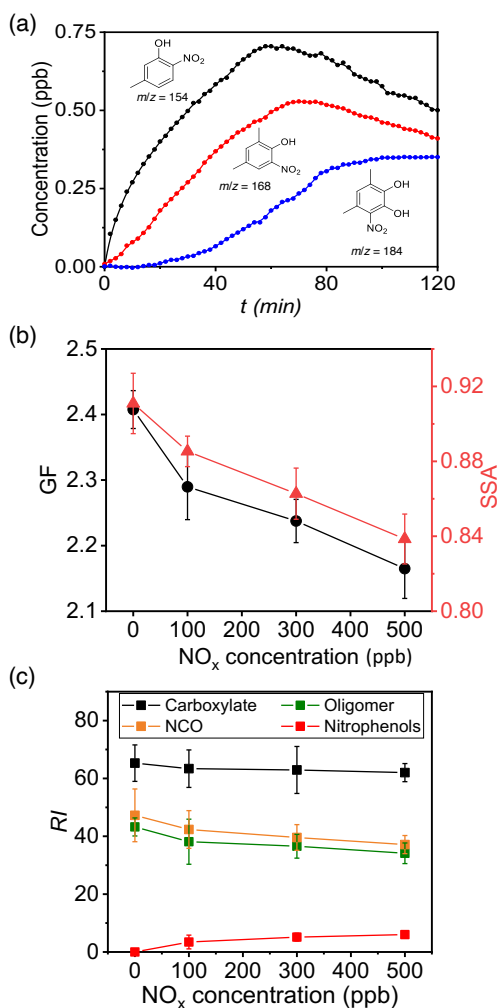 (a)
0.75
0.50
0.25
0.00
Concentration (ppb)
OH
NO₂
m/z = 154
OH
NO₂
m/z = 168
OH
OH
NO₂
m/z = 184
0 40 80 120
t (min)
(b)
2.5
2.4
2.3
2.2
2.1
GF
0.92
0.88
0.84
0.80
SSA
0 100 200 300 400 500
NOₓ concentration (ppb)
(c)
Carboxylate Oligomer
NCO Nitrophenols
80
60
40
20
0
RI
0 100 200 300 400 500
NOₓ concentration (ppb)